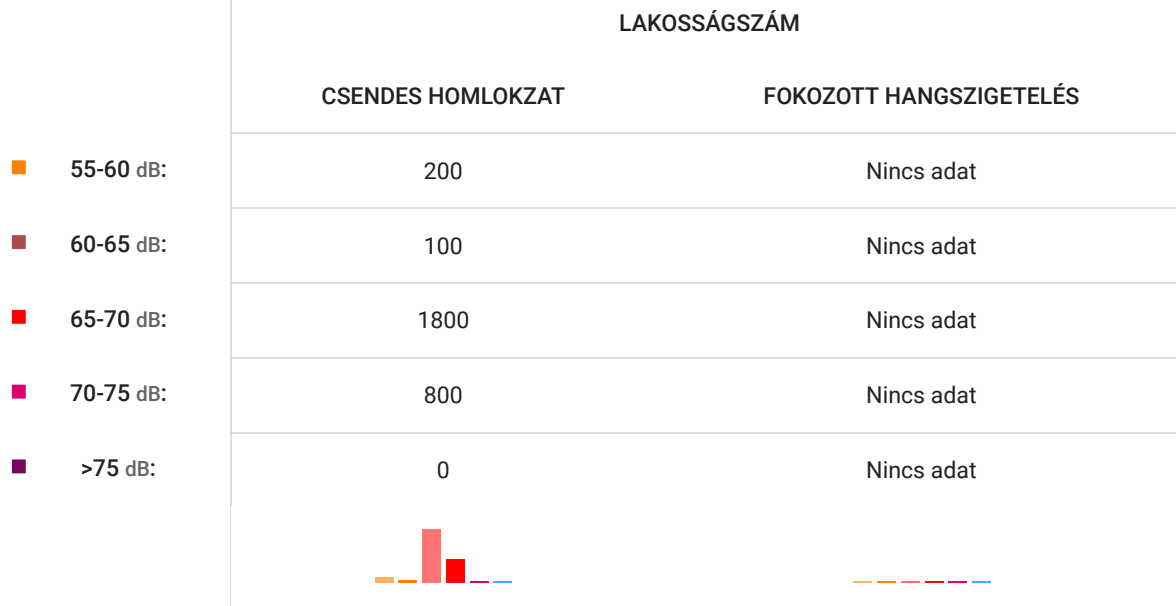 LAKOSSÁGSZÁM
CSENDES HOMLOKZAT FOKOZOTT HANGSZIGETELÉS
55-60 dB: 200 Nincs adat
60-65 dB: 100 Nincs adat
65-70 dB: 1800 Nincs adat
70-75 dB: 800 Nincs adat
>75 dB: 0 Nincs adat